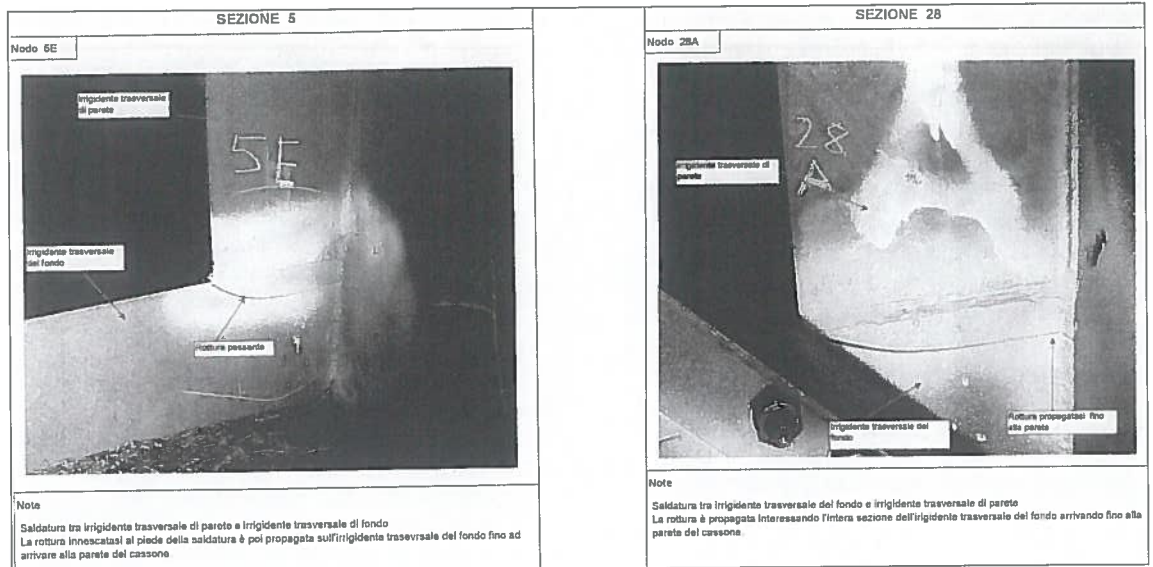 SEZIONE 5
Nodo 5E
Irrigidente trasversale
di parete
5E
Irrigidente trasversale
del fondo
Rottura passante
Note
Saldatura tra irrigidente trasversale di parete e irrigidente trasversale di fondo
La rottura innescatasi al piede della saldatura è poi propagata sull'irrigidente trasevrsale del fondo fino ad
arrivare alla parete del cassone
SEZIONE 28
Nodo 28A
28
A
Irrigidente trasversale di
parete
Irrigidente trasversale del
fondo
Rottura propagatasi fino
alla parete
Note
Saldatura tra irrigidente trasversale del fondo e irrigidente trasversale di parete
La rottura è propagata interessando l'intera sezione dell'irigidente trasversale del fondo arrivando fino alla
parete del cassone